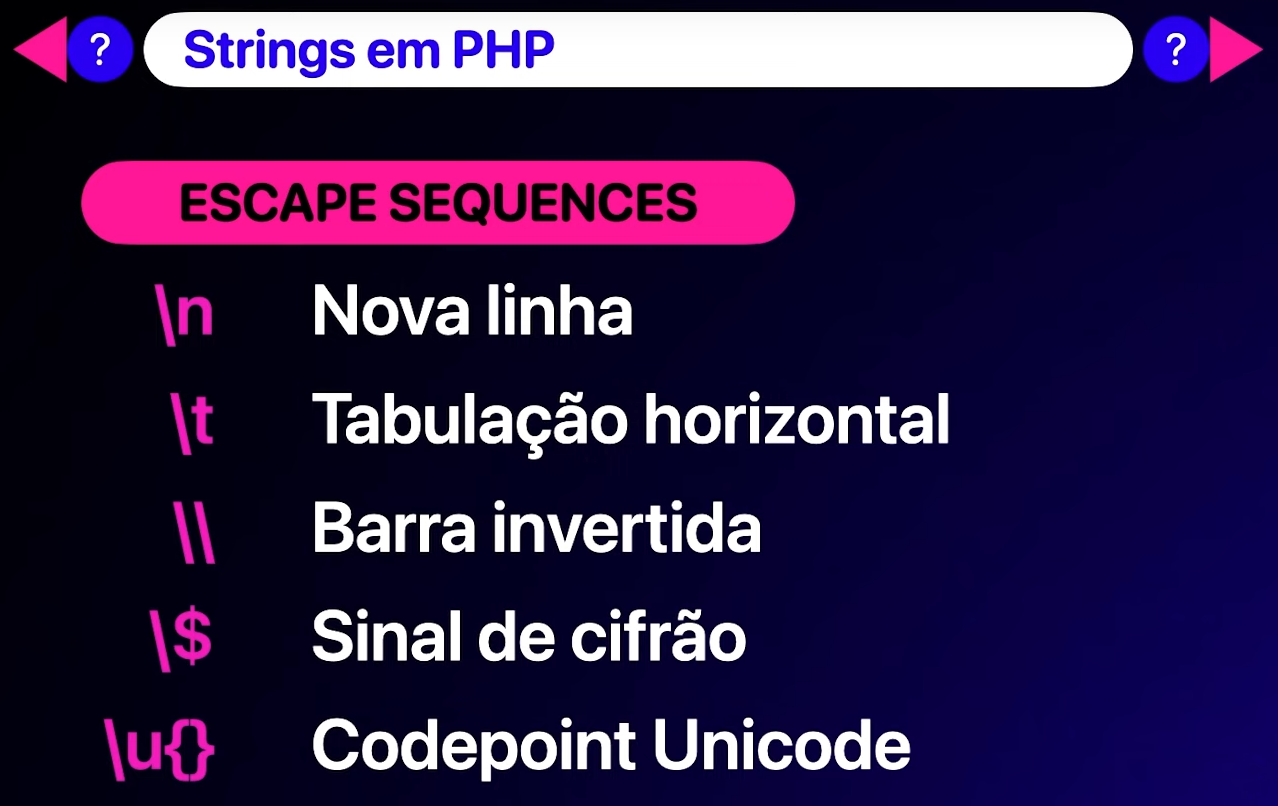 ? Strings em PHP ?
ESCAPE SEQUENCES
\n Nova linha
\t Tabulação horizontal
\\ Barra invertida
\$ Sinal de cifrão
\u{} Codepoint Unicode